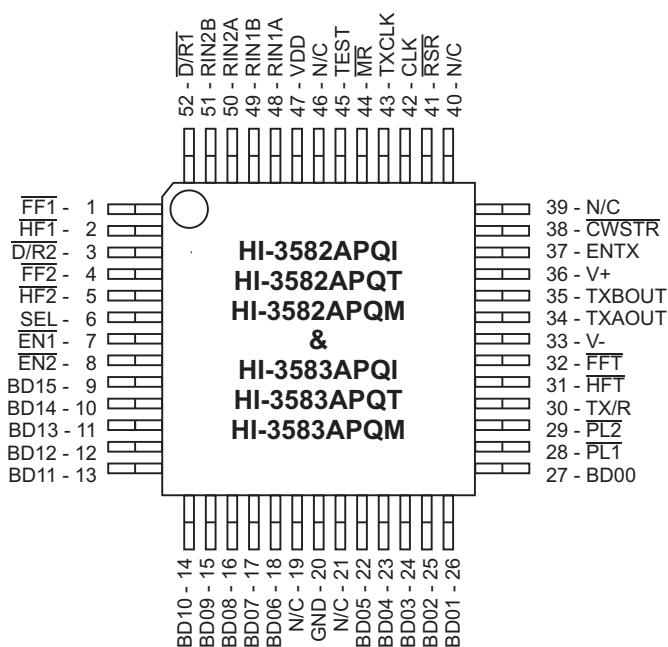 52 - D/R1
51 - RIN2B
50 - RIN2A
49 - RIN1B
48 - RIN1A
47 - VDD
46 - N/C
45 - TEST
44 - MR
43 - TXCLK
42 - CLK
41 - RSR
40 - N/C
FF1 - 1
HF1 - 2
D/R2 - 3
FF2 - 4
HF2 - 5
SEL - 6
EN1 - 7
EN2 - 8
BD15 - 9
BD14 - 10
BD13 - 11
BD12 - 12
BD11 - 13
HI-3582APQI
HI-3582APQT
HI-3582APQM
&
HI-3583APQI
HI-3583APQT
HI-3583APQM
39 - N/C
38 - CWSTR
37 - ENTX
36 - V+
35 - TXBOUT
34 - TXAOUT
33 - V-
32 - FFT
31 - HFT
30 - TX/R
29 - PL2
28 - PL1
27 - BD00
BD10 - 14
BD09 - 15
BD08 - 16
BD07 - 17
BD06 - 18
N/C - 19
GND - 20
N/C - 21
BD05 - 22
BD04 - 23
BD03 - 24
BD02 - 25
BD01 - 26